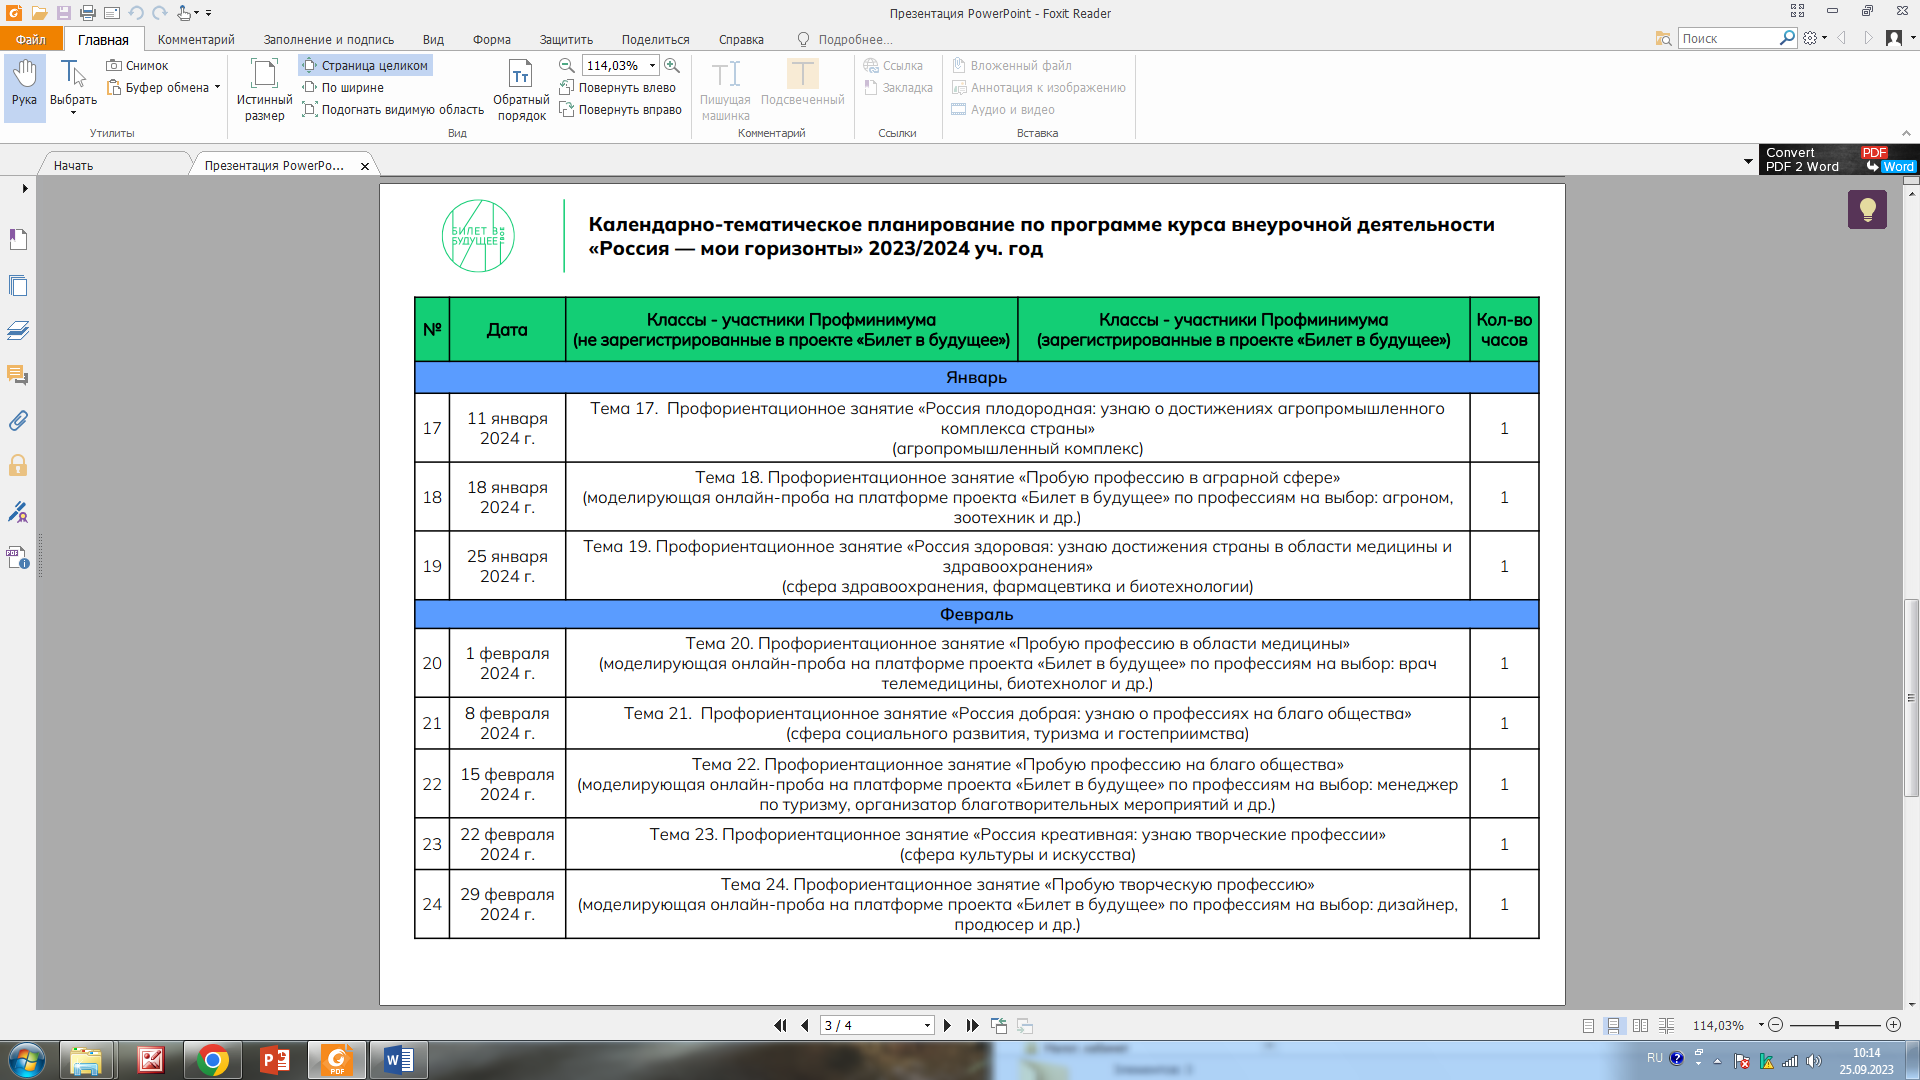 Презентация PowerPoint - Foxit Reader
Файл
Главная
Комментарий
Заполнение и подпись
Вид
Форма
Защитить
Поделиться
Справка
Подробнее...
Поиск
Рука
Выбрать
Снимок
Буфер обмена
Утилиты
Истинный
размер
Страница целиком
По ширине
Подогнать видимую область
Обратный
порядок
114,03%
Повернуть влево
Повернуть вправо
Вид
Пишущая
машинка
Подсвеченный
Комментарий
Ссылка
Закладка
Ссылки
Вложенный файл
Аннотация к изображению
Аудио и видео
Вставка
Начать
Презентация PowerPo...
Convert
PDF 2 Word
PDF
Word
БИЛЕТ В
БУДУЩЕЕ
ТВОЕ
Календарно-тематическое планирование по программе курса внеурочной деятельности
«Россия — мои горизонты» 2023/2024 уч. год
№
Дата
Классы - участники Профминимума
(не зарегистрированные в проекте «Билет в будущее»)
Классы - участники Профминимума
(зарегистрированные в проекте «Билет в будущее»)
Кол-во
часов
Январь
17
11 января
2024 г.
Тема 17. Профориентационное занятие «Россия плодородная: узнаю о достижениях агропромышленного
комплекса страны»
(агропромышленный комплекс)
1
18
18 января
2024 г.
Тема 18. Профориентационное занятие «Пробую профессию в аграрной сфере»
(моделирующая онлайн-проба на платформе проекта «Билет в будущее» по профессиям на выбор: агроном,
зоотехник и др.)
1
19
25 января
2024 г.
Тема 19. Профориентационное занятие «Россия здоровая: узнаю достижения страны в области медицины и
здравоохранения»
(сфера здравоохранения, фармацевтика и биотехнологии)
1
Февраль
20
1 февраля
2024 г.
Тема 20. Профориентационное занятие «Пробую профессию в области медицины»
(моделирующая онлайн-проба на платформе проекта «Билет в будущее» по профессиям на выбор: врач
телемедицины, биотехнолог и др.)
1
21
8 февраля
2024 г.
Тема 21. Профориентационное занятие «Россия добрая: узнаю о профессиях на благо общества»
(сфера социального развития, туризма и гостеприимства)
1
22
15 февраля
2024 г.
Тема 22. Профориентационное занятие «Пробую профессию на благо общества»
(моделирующая онлайн-проба на платформе проекта «Билет в будущее» по профессиям на выбор: менеджер
по туризму, организатор благотворительных мероприятий и др.)
1
23
22 февраля
2024 г.
Тема 23. Профориентационное занятие «Россия креативная: узнаю творческие профессии»
(сфера культуры и искусства)
1
24
29 февраля
2024 г.
Тема 24. Профориентационное занятие «Пробую творческую профессию»
(моделирующая онлайн-проба на платформе проекта «Билет в будущее» по профессиям на выбор: дизайнер,
продюсер и др.)
1
3 / 4
114,03%
RU
10:14
25.09.2023